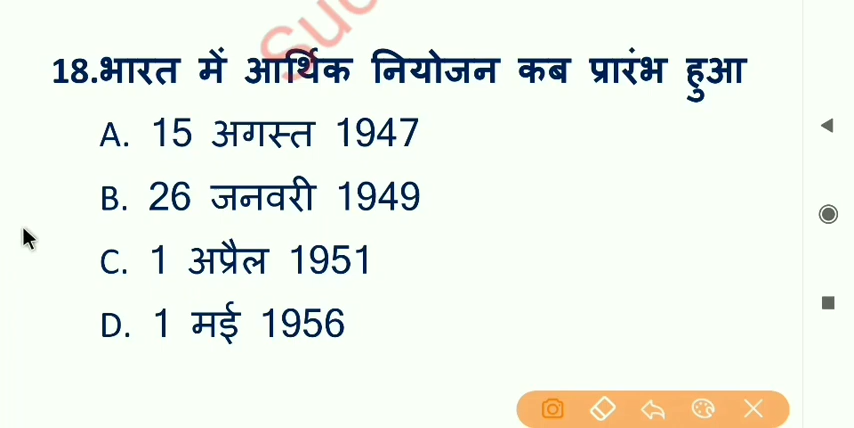 18.भारत में आर्थिक नियोजन कब प्रारंभ हुआ
A. 15 अगस्त 1947
B. 26 जनवरी 1949
C. 1 अप्रैल 1951
D. 1 मई 1956